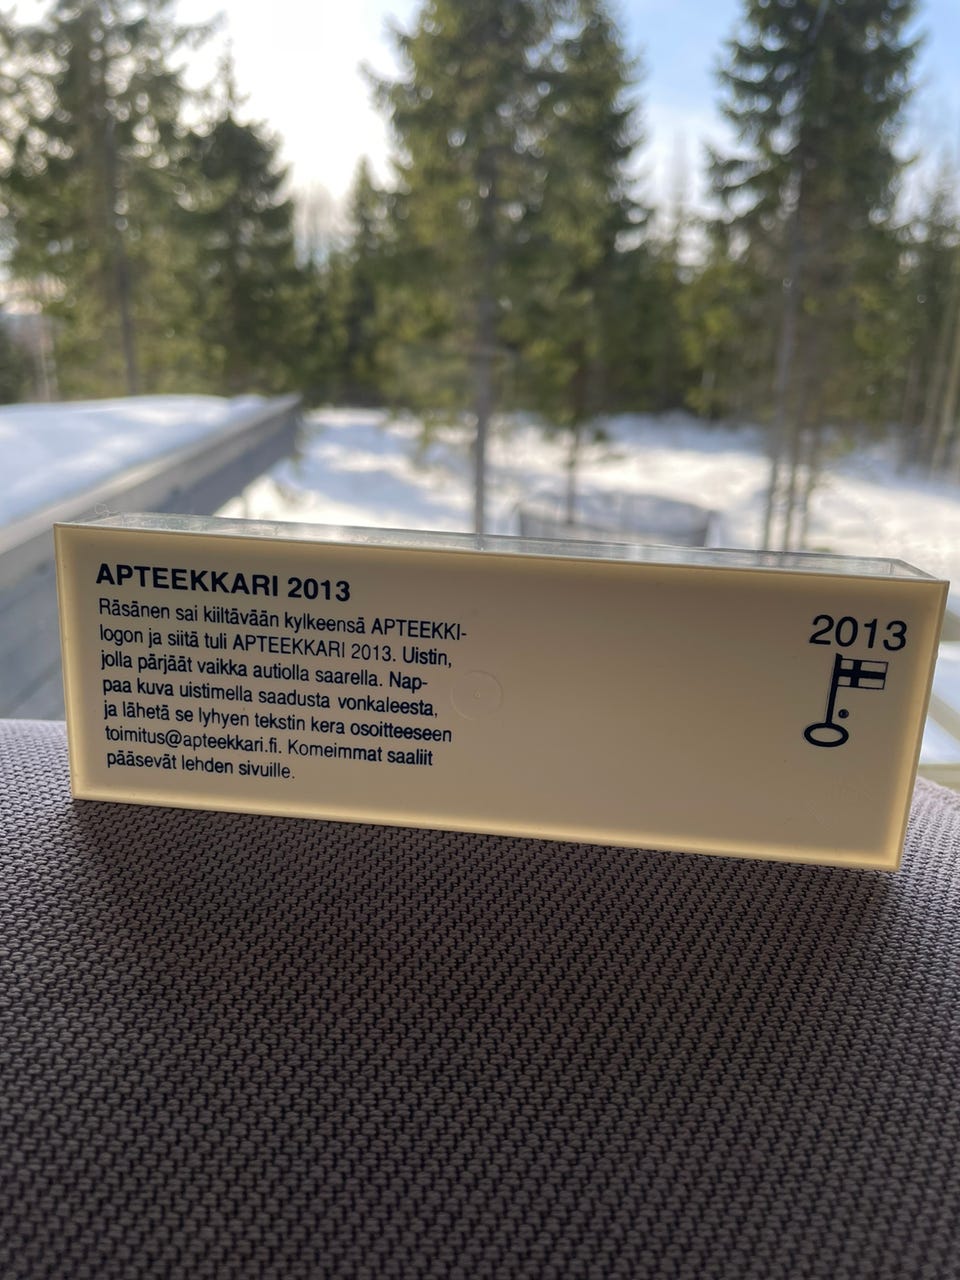 APTEEKKARI 2013
Räsänen sai kiiltävään kylkeensä APTEEKKI-
logon ja siitä tuli APTEEKKARI 2013. Uistin,
jolla pärjäät vaikka autiolla saarella. Nap-
paa kuva uistimella saadusta vonkaleesta,
ja lähetä se lyhyen tekstin kera osoitteeseen
toimitus@apteekkari.fi. Komeimmat saaliit
pääsevät lehden sivuille.
2013
®